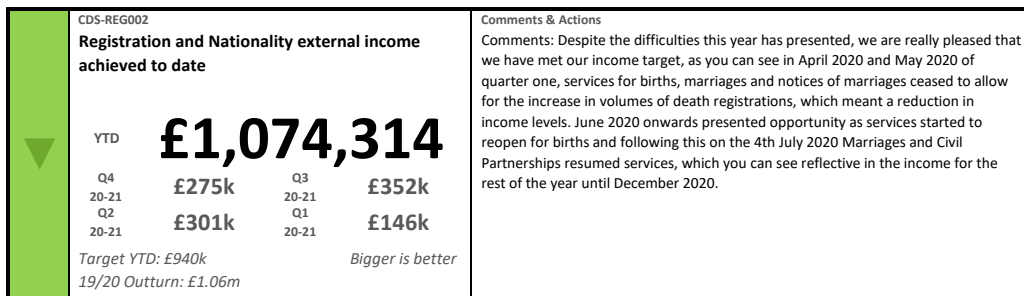 CDS-REG002
Registration and Nationality external income
achieved to date
YTD £1,074,314
Q4 20-21 £275k Q3 20-21 £352k
Q2 20-21 £301k Q1 20-21 £146k
Target YTD: £940k Bigger is better
19/20 Outturn: £1.06m
Comments & Actions
Comments: Despite the difficulties this year has presented, we are really pleased that
we have met our income target, as you can see in April 2020 and May 2020 of
quarter one, services for births, marriages and notices of marriages ceased to allow
for the increase in volumes of death registrations, which meant a reduction in
income levels. June 2020 onwards presented opportunity as services started to
reopen for births and following this on the 4th July 2020 Marriages and Civil
Partnerships resumed services, which you can see reflective in the income for the
rest of the year until December 2020.